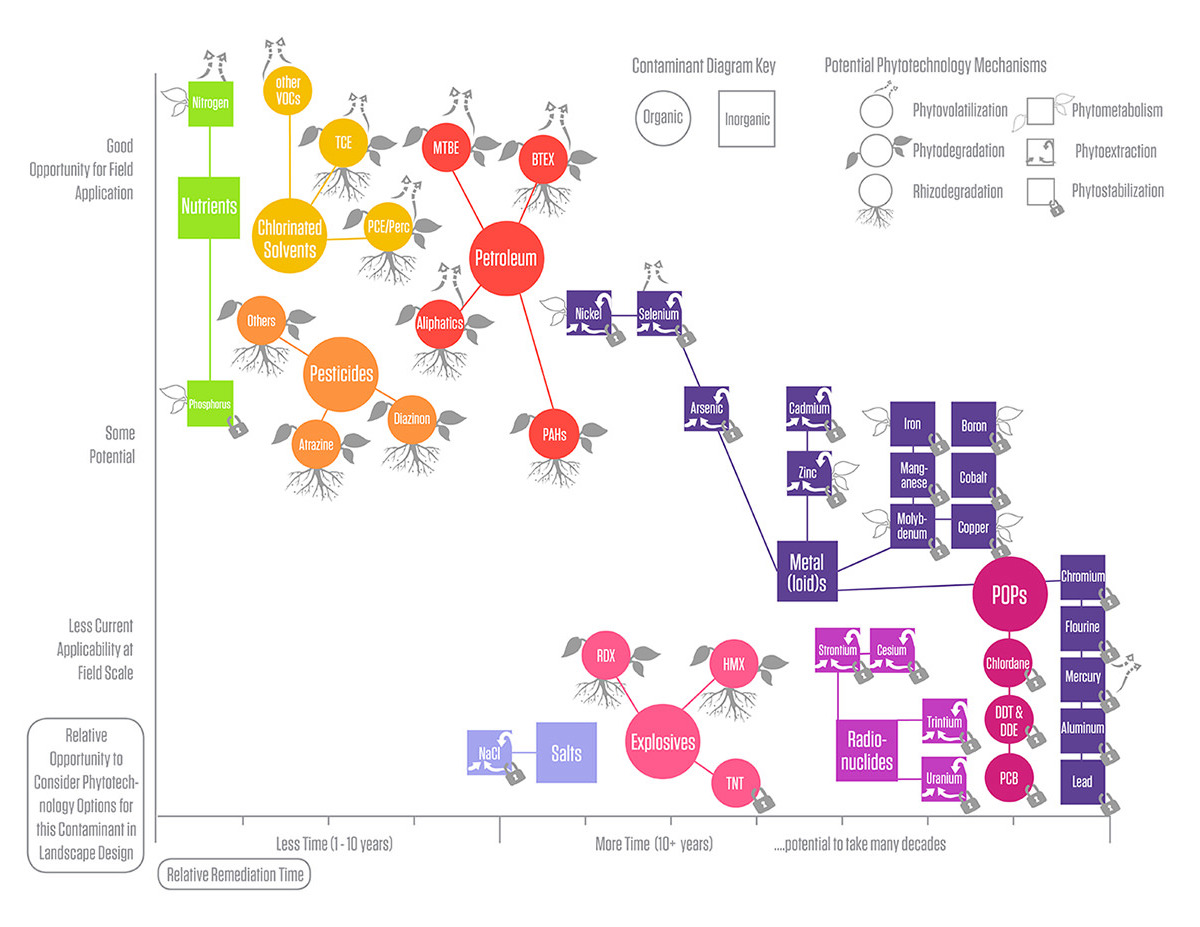 Contaminant Diagram Key
Organic
Inorganic
Potential Phytotechnology Mechanisms
Phytovolatilization
Phytometabolism
Phytodegradation
Phytoextraction
Rhizodegradation
Phytostabilization
Good
Opportunity for Field
Application
Some
Potential
Less Current
Applicability at
Field Scale
Relative
Opportunity to
Consider Phytotech-
nology Options for
this Contaminant in
Landscape Design
Nitrogen
Nutrients
Phosphorus
other
VOCs
TCE
Chlorinated
Solvents
PCE/Perc
MTBE
BTEX
Petroleum
Aliphatics
PAHs
Others
Pesticides
Diazinon
Atrazine
Nickel
Selenium
Arsenic
Cadmium
Zinc
Metal
(loid)s
Iron
Boron
Mang-
anese
Cobalt
Molyb-
denum
Copper
POPs
Chlordane
DDT &
DDE
PCB
Chromium
Flourine
Mercury
Aluminum
Lead
Strontium
Cesium
Radio-
nuclides
Trintium
Uranium
RDX
HMX
Explosives
TNT
NaCl
Salts
Less Time (1 - 10 years)
More Time (10+ years)
....potential to take many decades
Relative Remediation Time